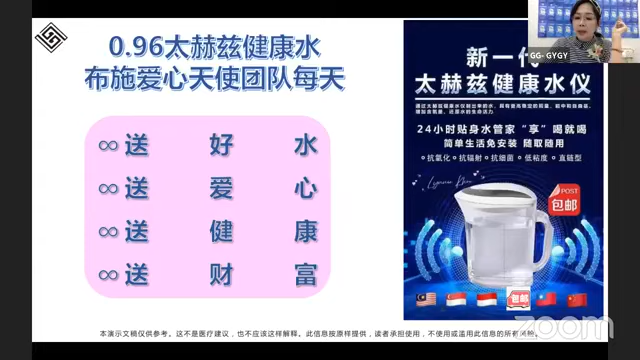 0.96太赫兹健康水
布施爱心天使团队每天
∞送 好 水
∞送 爱 心
∞送 健 康
∞送 财 富
新一代
太赫兹健康水仪
24小时贴身水管家“享”喝就喝
简单生活免安装 随取随用
抗氧化 抗辐射 抗细菌 低粘度 直链型
POST
包邮
包邮
GG- GYGY
本演示文稿仅供参考。这不是医疗建议，也不应该这样解释。此信息按原样提供，读者承担使用，不使用或滥用此信息的所有风险。
zoom